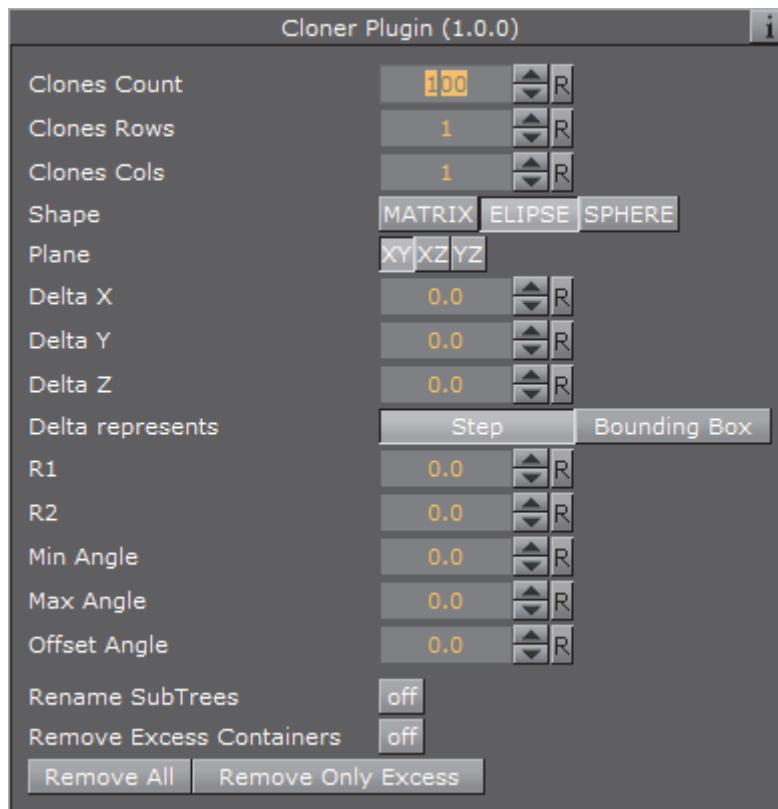 Cloner Plugin (1.0.0) i
Clones Count 100 R
Clones Rows 1 R
Clones Cols 1 R
Shape MATRIX ELIPSE SPHERE
Plane XY XZ YZ
Delta X 0.0 R
Delta Y 0.0 R
Delta Z 0.0 R
Delta represents Step Bounding Box
R1 0.0 R
R2 0.0 R
Min Angle 0.0 R
Max Angle 0.0 R
Offset Angle 0.0 R
Rename SubTrees off
Remove Excess Containers off
Remove All Remove Only Excess